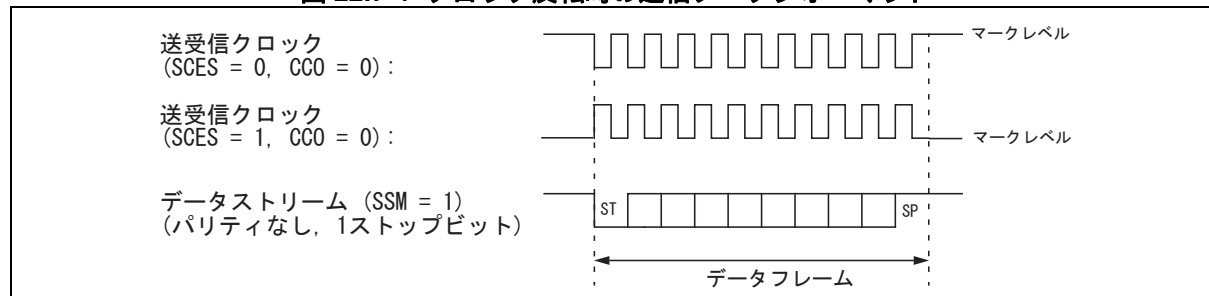 送受信クロック
(SCES = 0, CCO = 0):
マークレベル
送受信クロック
(SCES = 1, CCO = 0):
マークレベル
データストリーム (SSM = 1)
(パリティなし, 1ストップビット)
ST
SP
データフレーム